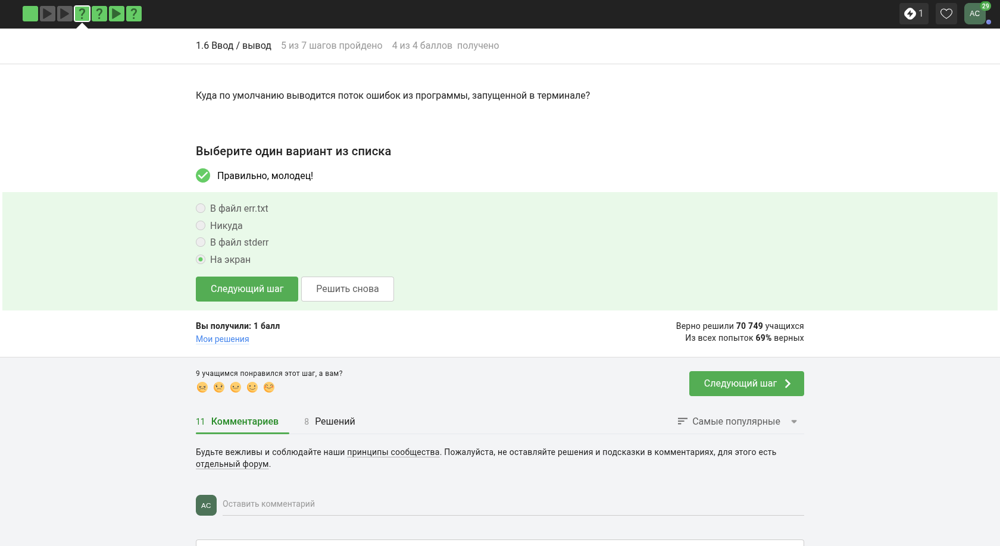 ? ? ?
1
AC
29
1.6 Ввод / вывод 5 из 7 шагов пройдено 4 из 4 баллов получено
Куда по умолчанию выводится поток ошибок из программы, запущенной в терминале?
Выберите один вариант из списка
Правильно, молодец!
В файл err.txt
Никуда
В файл stderr
На экран
Следующий шаг Решить снова
Вы получили: 1 балл
Мои решения
Верно решили 70 749 учащихся
Из всех попыток 69% верных
9 учащимся понравился этот шаг, а вам?
Следующий шаг
11 Комментариев 8 Решений Самые популярные
Будьте вежливы и соблюдайте наши принципы сообщества. Пожалуйста, не оставляйте решения и подсказки в комментариях, для этого есть
отдельный форум.
AC Оставить комментарий